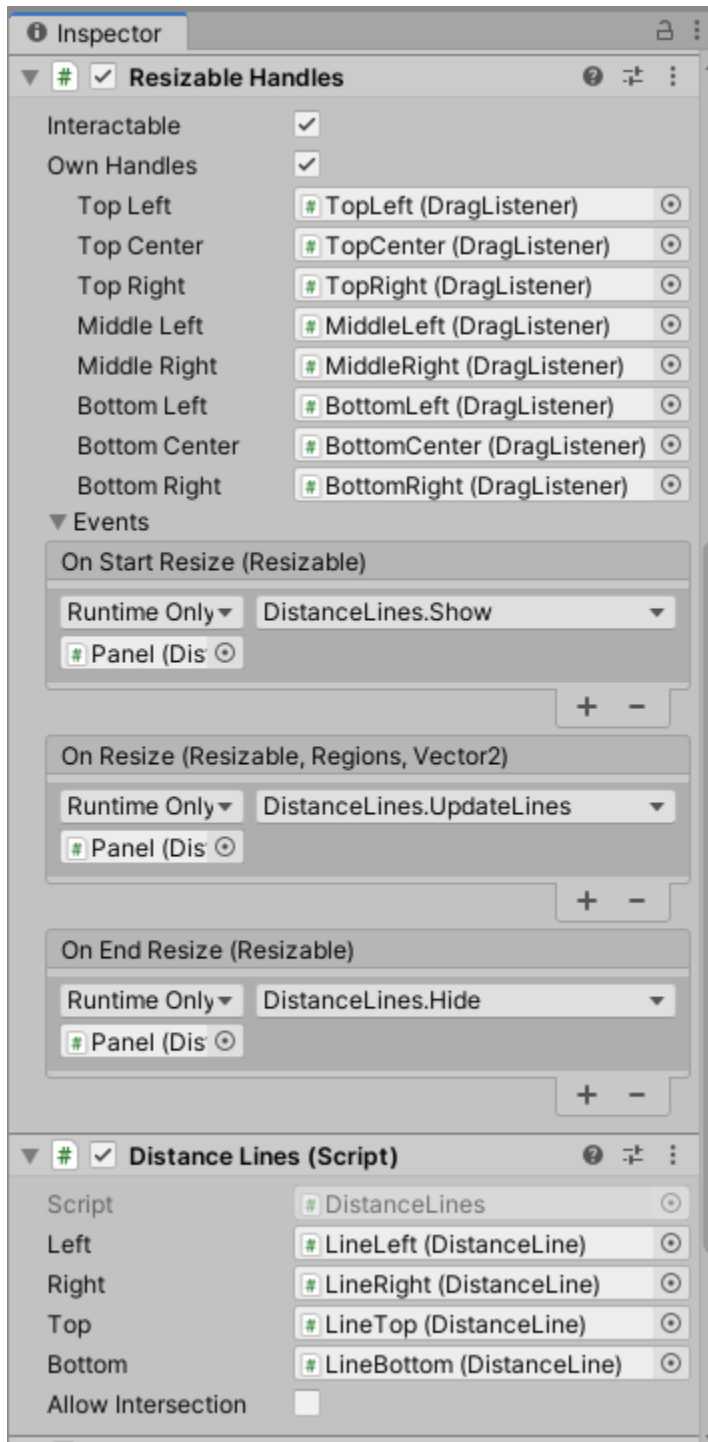 Inspector
# Resizable Handles
Interactable
Own Handles
Top Left # TopLeft (DragListener)
Top Center # TopCenter (DragListener)
Top Right # TopRight (DragListener)
Middle Left # MiddleLeft (DragListener)
Middle Right # MiddleRight (DragListener)
Bottom Left # BottomLeft (DragListener)
Bottom Center # BottomCenter (DragListener)
Bottom Right # BottomRight (DragListener)
Events
On Start Resize (Resizable)
Runtime Only DistanceLines.Show
# Panel (Dis
+ −
On Resize (Resizable, Regions, Vector2)
Runtime Only DistanceLines.UpdateLines
# Panel (Dis
+ −
On End Resize (Resizable)
Runtime Only DistanceLines.Hide
# Panel (Dis
+ −
# Distance Lines (Script)
Script # DistanceLines
Left # LineLeft (DistanceLine)
Right # LineRight (DistanceLine)
Top # LineTop (DistanceLine)
Bottom # LineBottom (DistanceLine)
Allow Intersection